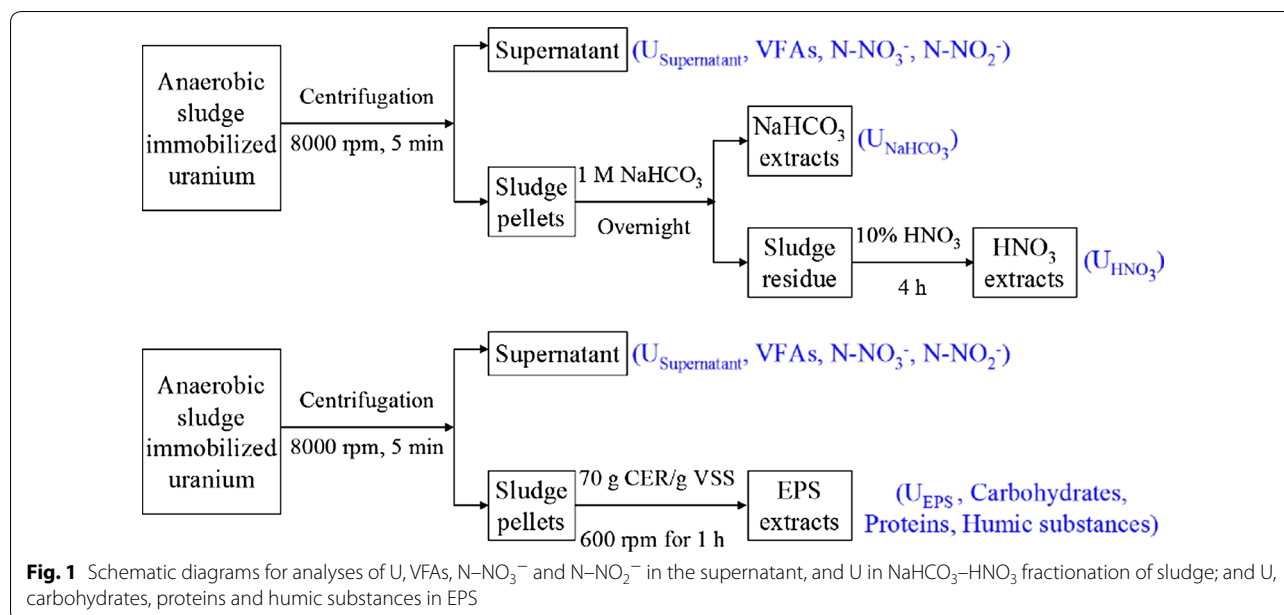 Supernatant (U_Supernatant, VFAs, N-NO₃⁻, N-NO₂⁻)
Anaerobic
sludge
immobilized
uranium
Centrifugation
8000 rpm, 5 min
NaHCO₃
extracts
(U_NaHCO₃)
Sludge
pellets
1 M NaHCO₃
Overnight
Sludge
residue
10% HNO₃
4 h
HNO₃
extracts
(U_HNO₃)
Supernatant (U_Supernatant, VFAs, N-NO₃⁻, N-NO₂⁻)
Anaerobic
sludge
immobilized
uranium
Centrifugation
8000 rpm, 5 min
Sludge
pellets
70 g CER/g VSS
600 rpm for 1 h
EPS
extracts
(U_EPS, Carbohydrates,
Proteins, Humic substances)
Fig. 1 Schematic diagrams for analyses of U, VFAs, N–NO₃⁻ and N–NO₂⁻ in the supernatant, and U in NaHCO₃–HNO₃ fractionation of sludge; and U,
carbohydrates, proteins and humic substances in EPS